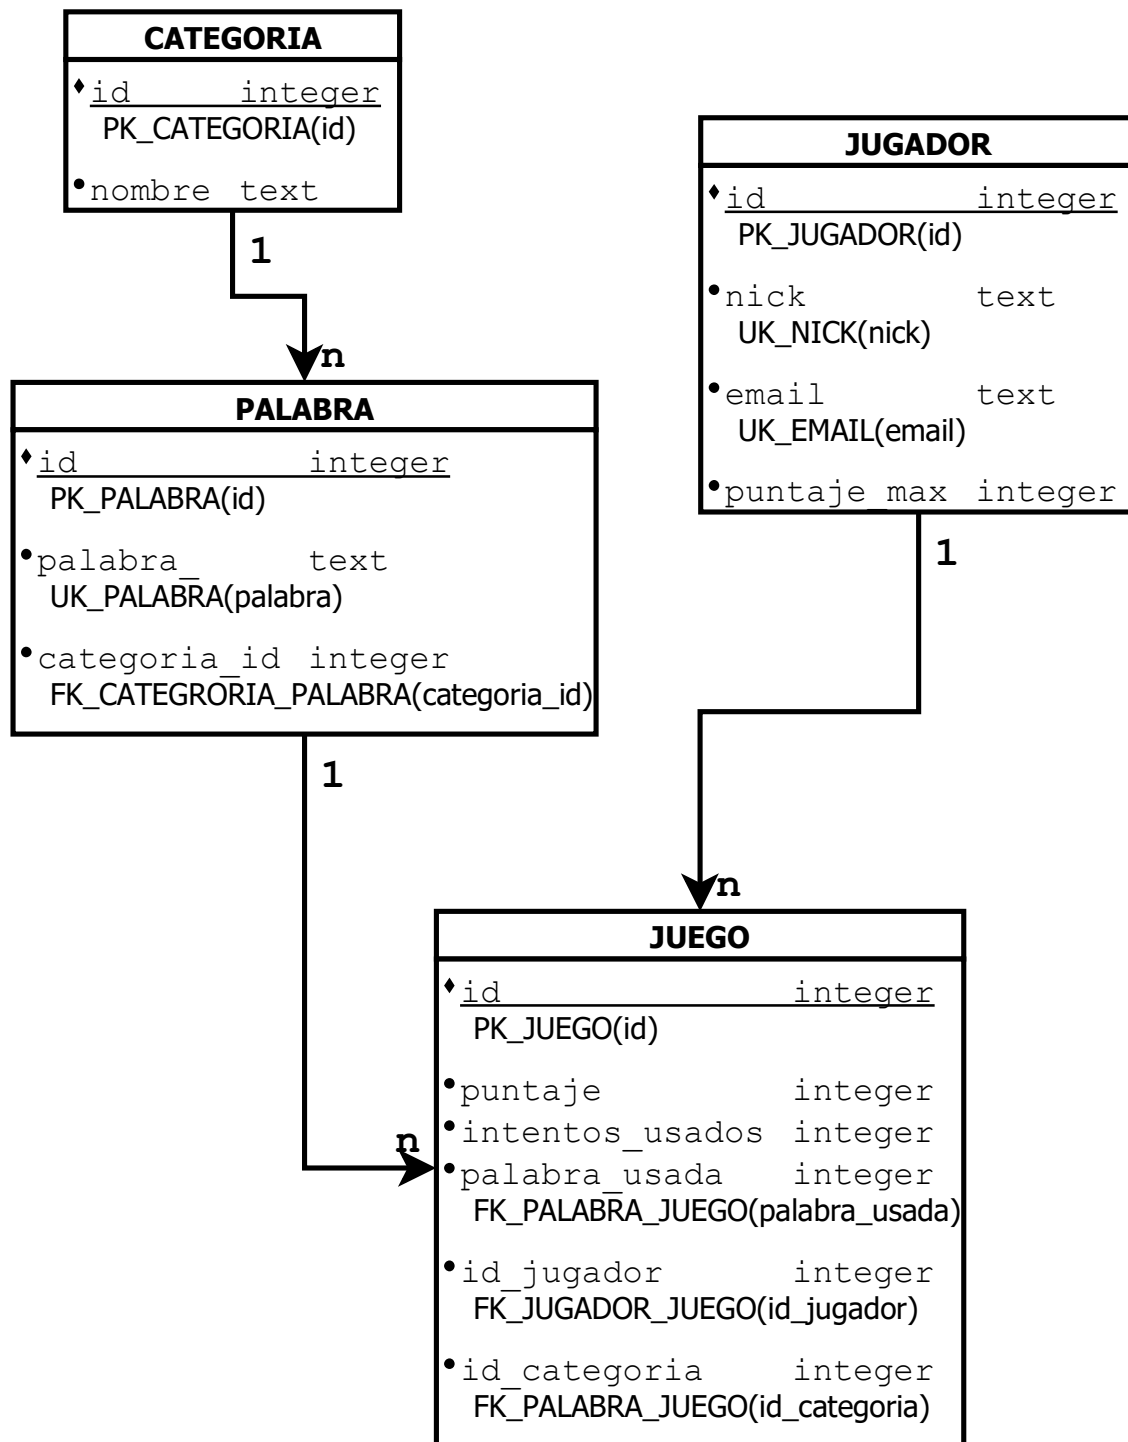 CATEGORIA
id integer
PK_CATEGORIA(id)
nombre text
1
n
JUGADOR
id integer
PK_JUGADOR(id)
nick text
UK_NICK(nick)
email text
UK_EMAIL(email)
puntaje_max integer
1
n
PALABRA
id integer
PK_PALABRA(id)
palabra_ text
UK_PALABRA(palabra)
categoria_id integer
FK_CATEGRORIA_PALABRA(categoria_id)
1
n
JUEGO
id integer
PK_JUEGO(id)
puntaje integer
intentos_usados integer
palabra_usada integer
FK_PALABRA_JUEGO(palabra_usada)
id_jugador integer
FK_JUGADOR_JUEGO(id_jugador)
id_categoria integer
FK_PALABRA_JUEGO(id_categoria)